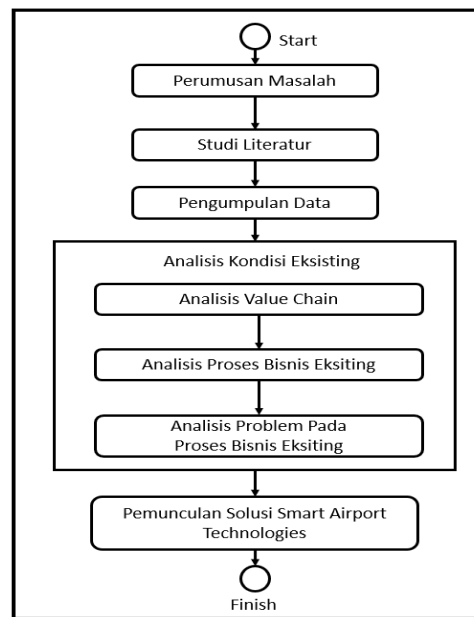 Start
Perumusan Masalah
Studi Literatur
Pengumpulan Data
Analisis Kondisi Eksisting
Analisis Value Chain
Analisis Proses Bisnis Eksiting
Analisis Problem Pada
Proses Bisnis Eksiting
Pemunculan Solusi Smart Airport
Technologies
Finish